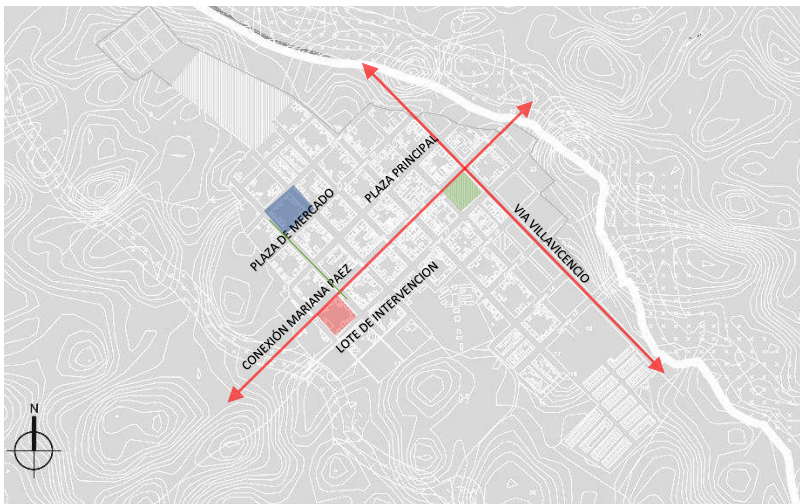 PLAZA PRINCIPAL
PLAZA DE MERCADO
VIA VILLAVICENCIO
CONEXIÓN MARIANA PAEZ
LOTE DE INTERVENCION
N